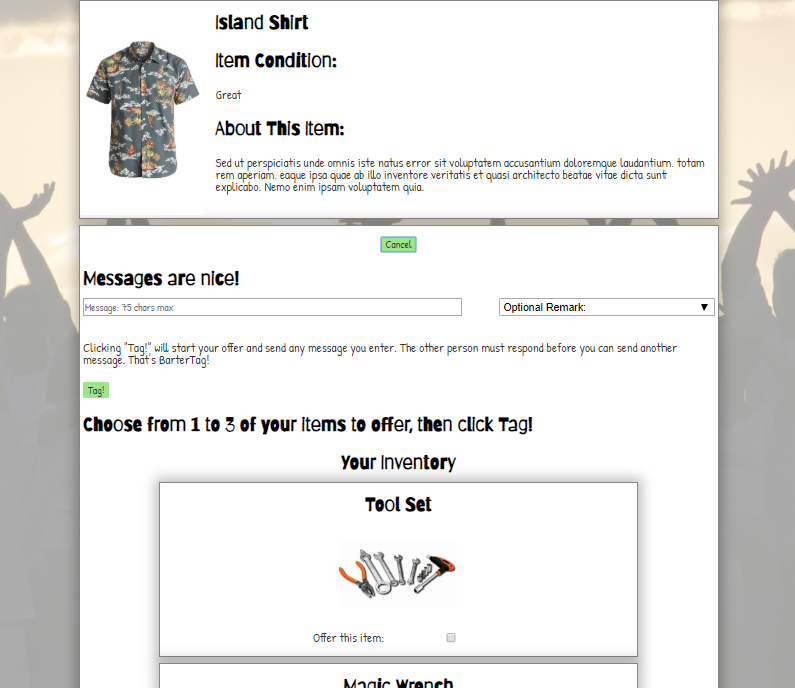 Island Shirt
Item Condition:
Great
About This Item:
Sed ut perspiciatis unde omnis iste natus error sit voluptatem accusantium doloremque laudantium. totam
rem aperiam. eaque ipsa quae ab illo inventore veritatis et quasi architecto beatae vitae dicta sunt
explicabo. Nemo enim ipsam voluptatem quia.
Cancel
Messages are nice!
Message: 75 chars max
Optional Remark:
Clicking "Tag!" will start your offer and send any message you enter. The other person must respond before you can send another
message. That's BarterTag!
Tag!
Choose from 1 to 3 of your items to offer, then click Tag!
Your Inventory
Tool Set
Offer this item:
Magic Wrench